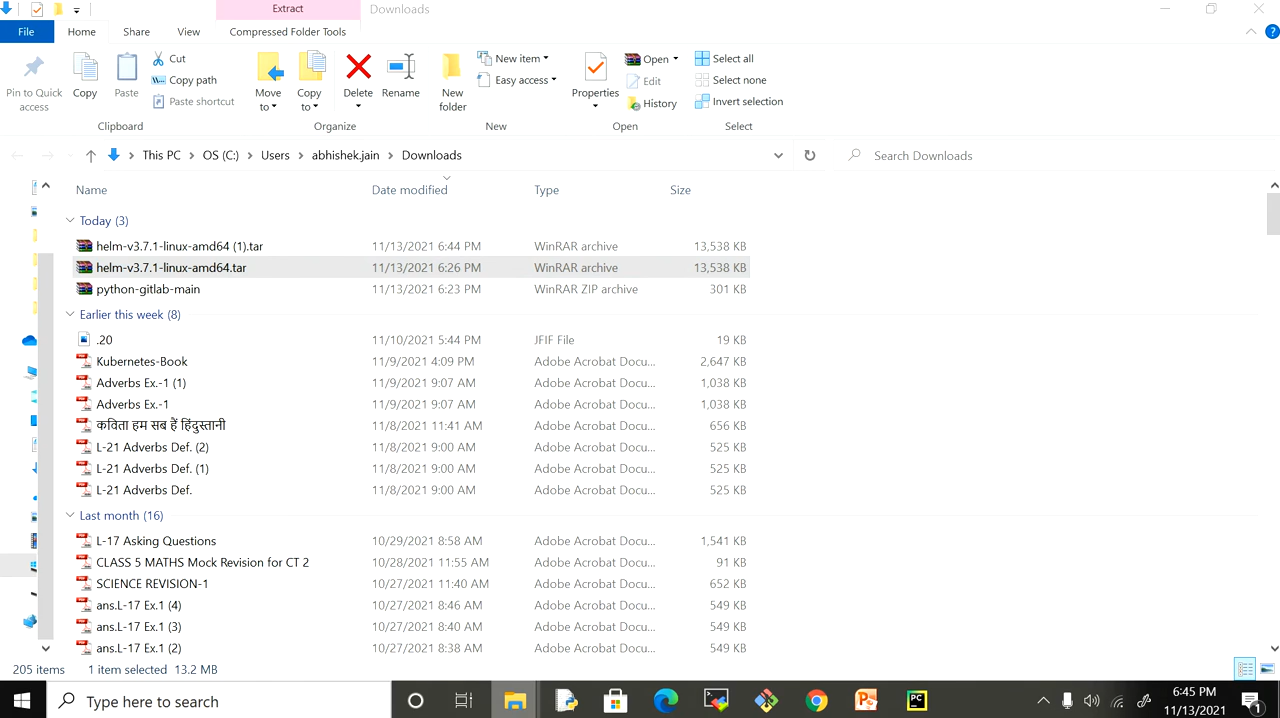 Extract
Downloads
File Home Share View Compressed Folder Tools
Pin to Quick access
Copy
Paste
Cut
Copy path
Paste shortcut
Move to
Copy to
Delete
Rename
New folder
New item
Easy access
Properties
Open
Edit
History
Select all
Select none
Invert selection
Clipboard Organize New Open Select
This PC OS (C:) Users abhishek.jain Downloads
Search Downloads
Name Date modified Type Size
Today (3)
helm-v3.7.1-linux-amd64 (1).tar 11/13/2021 6:44 PM WinRAR archive 13,538 KB
helm-v3.7.1-linux-amd64.tar 11/13/2021 6:26 PM WinRAR archive 13,538 KB
python-gitlab-main 11/13/2021 6:23 PM WinRAR ZIP archive 301 KB
Earlier this week (8)
.20 11/10/2021 5:44 PM JFIF File 19 KB
Kubernetes-Book 11/9/2021 4:09 PM Adobe Acrobat Docu... 2,647 KB
Adverbs Ex.-1 (1) 11/9/2021 9:07 AM Adobe Acrobat Docu... 1,038 KB
Adverbs Ex.-1 11/9/2021 9:07 AM Adobe Acrobat Docu... 1,038 KB
कविता हम सब हैं हिंदुस्तानी 11/8/2021 11:41 AM Adobe Acrobat Docu... 656 KB
L-21 Adverbs Def. (2) 11/8/2021 9:00 AM Adobe Acrobat Docu... 525 KB
L-21 Adverbs Def. (1) 11/8/2021 9:00 AM Adobe Acrobat Docu... 525 KB
L-21 Adverbs Def. 11/8/2021 9:00 AM Adobe Acrobat Docu... 525 KB
Last month (16)
L-17 Asking Questions 10/29/2021 8:58 AM Adobe Acrobat Docu... 1,541 KB
CLASS 5 MATHS Mock Revision for CT 2 10/28/2021 11:55 AM Adobe Acrobat Docu... 91 KB
SCIENCE REVISION-1 10/27/2021 11:40 AM Adobe Acrobat Docu... 652 KB
ans.L-17 Ex.1 (4) 10/27/2021 8:46 AM Adobe Acrobat Docu... 549 KB
ans.L-17 Ex.1 (3) 10/27/2021 8:40 AM Adobe Acrobat Docu... 549 KB
ans.L-17 Ex.1 (2) 10/27/2021 8:38 AM Adobe Acrobat Docu... 549 KB
205 items 1 item selected 13.2 MB
Type here to search
6:45 PM
11/13/2021
1